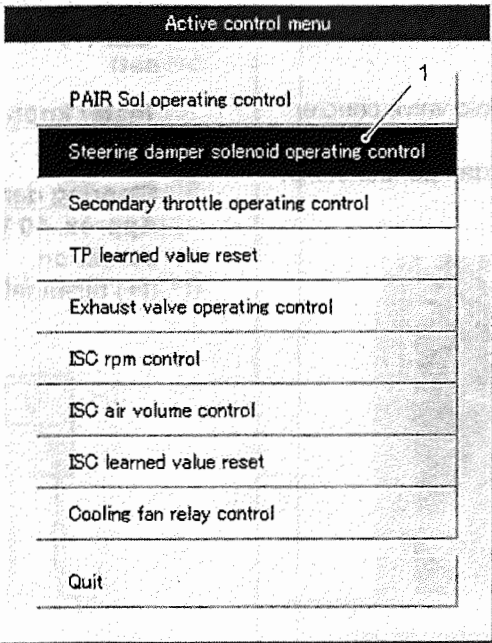 Active control menu
1
PAIR Sol operating control
Steering damper solenoid operating control
Secondary throttle operating control
TP learned value reset
Exhaust valve operating control
ISC rpm control
ISC air volume control
ISC learned value reset
Cooling fan relay control
Quit